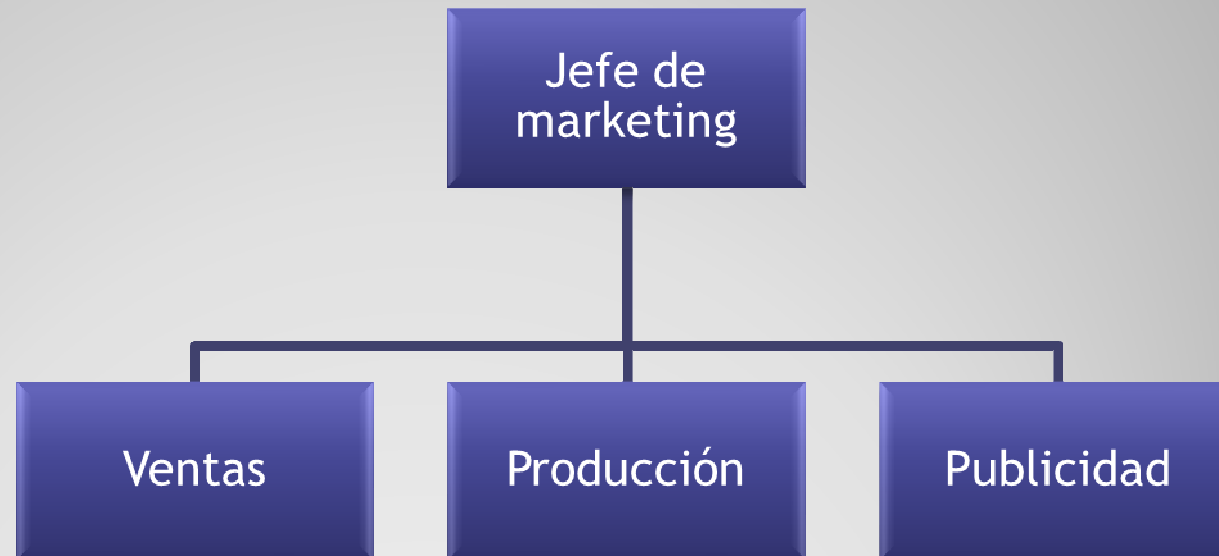 Jefe de
marketing
Ventas
Producción
Publicidad